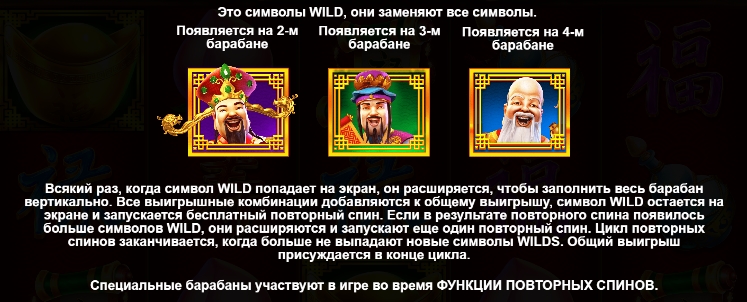 Это символы WILD, они заменяют все символы.
Появляется на 2-м барабане
Появляется на 3-м барабане
Появляется на 4-м барабане
Всякий раз, когда символ WILD попадает на экран, он расширяется, чтобы заполнить весь барабан
вертикально. Все выигрышные комбинации добавляются к общему выигрышу, символ WILD остается на
экране и запускается бесплатный повторный спин. Если в результате повторного спина появилось
больше символов WILD, они расширяются и запускают еще один повторный спин. Цикл повторных
спинов заканчивается, когда больше не выпадают новые символы WILDS. Общий выигрыш
присуждается в конце цикла.
Специальные барабаны участвуют в игре во время ФУНКЦИИ ПОВТОРНЫХ СПИНОВ.